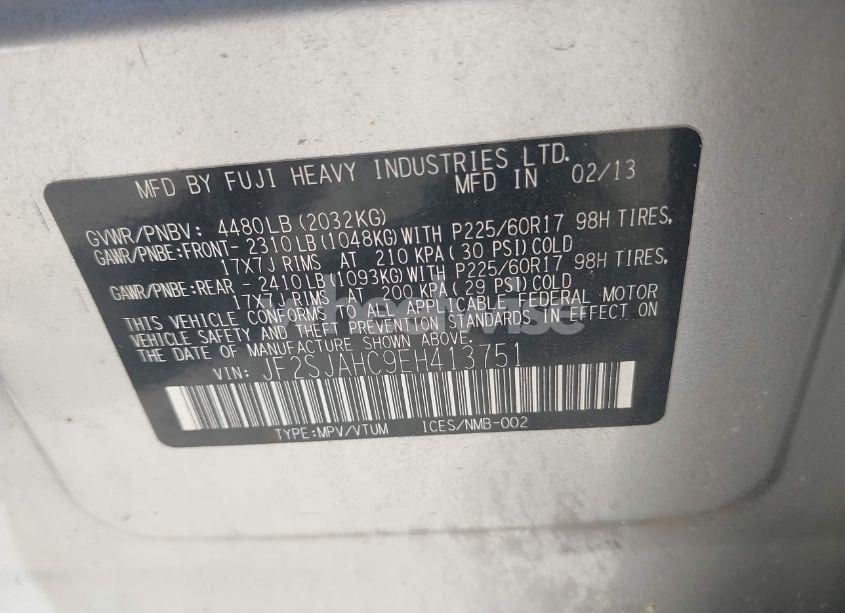 MFD BY FUJI HEAVY INDUSTRIES LTD.
MFD IN 02/13
GVWR/PNBV: 4480LB(2032KG)
GAWR/PNBE:FRONT- 2310LB(1048KG)WITH P225/60R17 98H TIRES,
17X7J RIMS AT 210 KPA(30 PSI)COLD
GAWR/PNBE:REAR - 2410LB(1093KG)WITH P225/60R17 98H TIRES,
17X7J RIMS AT 200 KPA(29 PSI)COLD
THIS VEHICLE CONFORMS TO ALL APPLICABLE FEDERAL MOTOR
VEHICLE SAFETY AND THEFT PREVENTION STANDARDS IN EFFECT ON
THE DATE OF MANUFACTURE SHOWN ABOVE.
VIN: JF2SJAHC9EH413751
TYPE:MPV/VTUM ICES/NMB-002